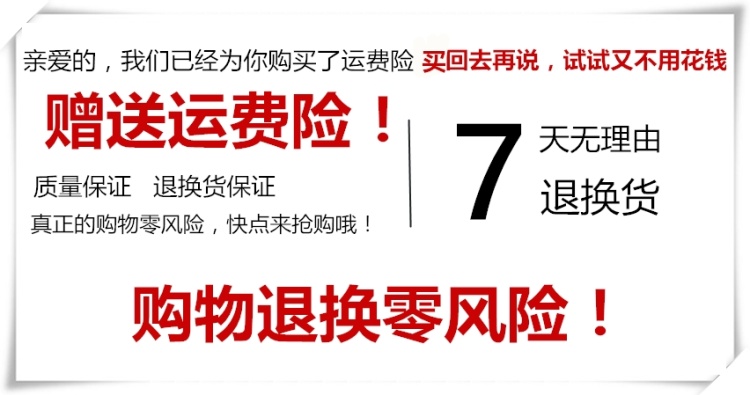 亲爱的，我们已经为你购买了运费险 买回去再说，试试又不用花钱
赠送运费险！
质量保证 退换货保证
真正的购物零风险，快点来抢购哦！
7
天无理由
退换货
购物退换零风险！